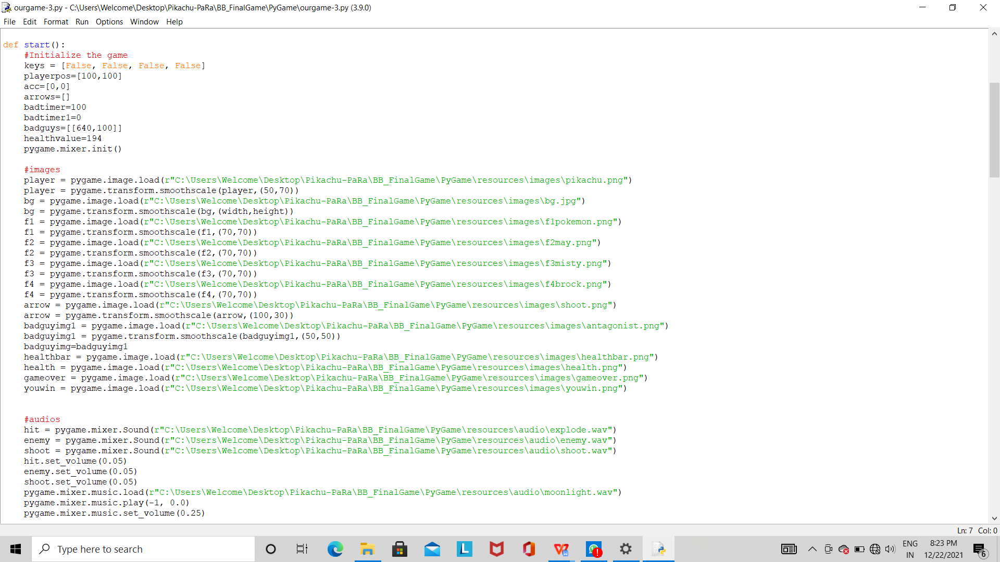 ourgame-3.py - C:\Users\Welcome\Desktop\Pikachu-PaRa\BB_FinalGame\PyGame\ourgame-3.py (3.9.0)
File Edit Format Run Options Window Help
def start():
    #Initialize the game
    keys = [False, False, False, False]
    playerpos=[100,100]
    acc=[0,0]
    arrows=[]
    badtimer=100
    badtimer1=0
    badguys=[[640,100]]
    healthvalue=194
    pygame.mixer.init()
    #images
    player = pygame.image.load(r"C:\Users\Welcome\Desktop\Pikachu-PaRa\BB_FinalGame\PyGame\resources\images\pikachu.png")
    player = pygame.transform.smoothscale(player,(50,70))
    bg = pygame.image.load(r"C:\Users\Welcome\Desktop\Pikachu-PaRa\BB_FinalGame\PyGame\resources\images\bg.jpg")
    bg = pygame.transform.smoothscale(bg,(width,height))
    f1 = pygame.image.load(r"C:\Users\Welcome\Desktop\Pikachu-PaRa\BB_FinalGame\PyGame\resources\images\f1pokemon.png")
    f1 = pygame.transform.smoothscale(f1,(70,70))
    f2 = pygame.image.load(r"C:\Users\Welcome\Desktop\Pikachu-PaRa\BB_FinalGame\PyGame\resources\images\f2may.png")
    f2 = pygame.transform.smoothscale(f2,(70,70))
    f3 = pygame.image.load(r"C:\Users\Welcome\Desktop\Pikachu-PaRa\BB_FinalGame\PyGame\resources\images\f3misty.png")
    f3 = pygame.transform.smoothscale(f3,(70,70))
    f4 = pygame.image.load(r"C:\Users\Welcome\Desktop\Pikachu-PaRa\BB_FinalGame\PyGame\resources\images\f4brock.png")
    f4 = pygame.transform.smoothscale(f4,(70,70))
    arrow = pygame.image.load(r"C:\Users\Welcome\Desktop\Pikachu-PaRa\BB_FinalGame\PyGame\resources\images\shoot.png")
    arrow = pygame.transform.smoothscale(arrow,(100,30))
    badguyimg1 = pygame.image.load(r"C:\Users\Welcome\Desktop\Pikachu-PaRa\BB_FinalGame\PyGame\resources\images\antagonist.png")
    badguyimg1 = pygame.transform.smoothscale(badguyimg1,(50,50))
    badguyimg=badguyimg1
    healthbar = pygame.image.load(r"C:\Users\Welcome\Desktop\Pikachu-PaRa\BB_FinalGame\PyGame\resources\images\healthbar.png")
    health = pygame.image.load(r"C:\Users\Welcome\Desktop\Pikachu-PaRa\BB_FinalGame\PyGame\resources\images\health.png")
    gameover = pygame.image.load(r"C:\Users\Welcome\Desktop\Pikachu-PaRa\BB_FinalGame\PyGame\resources\images\gameover.png")
    youwin = pygame.image.load(r"C:\Users\Welcome\Desktop\Pikachu-PaRa\BB_FinalGame\PyGame\resources\images\youwin.png")
    #audios
    hit = pygame.mixer.Sound(r"C:\Users\Welcome\Desktop\Pikachu-PaRa\BB_FinalGame\PyGame\resources\audio\explode.wav")
    enemy = pygame.mixer.Sound(r"C:\Users\Welcome\Desktop\Pikachu-PaRa\BB_FinalGame\PyGame\resources\audio\enemy.wav")
    shoot = pygame.mixer.Sound(r"C:\Users\Welcome\Desktop\Pikachu-PaRa\BB_FinalGame\PyGame\resources\audio\shoot.wav")
    hit.set_volume(0.05)
    enemy.set_volume(0.05)
    shoot.set_volume(0.05)
    pygame.mixer.music.load(r"C:\Users\Welcome\Desktop\Pikachu-PaRa\BB_FinalGame\PyGame\resources\audio\moonlight.wav")
    pygame.mixer.music.play(-1, 0.0)
    pygame.mixer.music.set_volume(0.25)
Ln: 7 Col: 0
Type here to search
L
W
ENG
IN
8:23 PM
12/22/2021
6